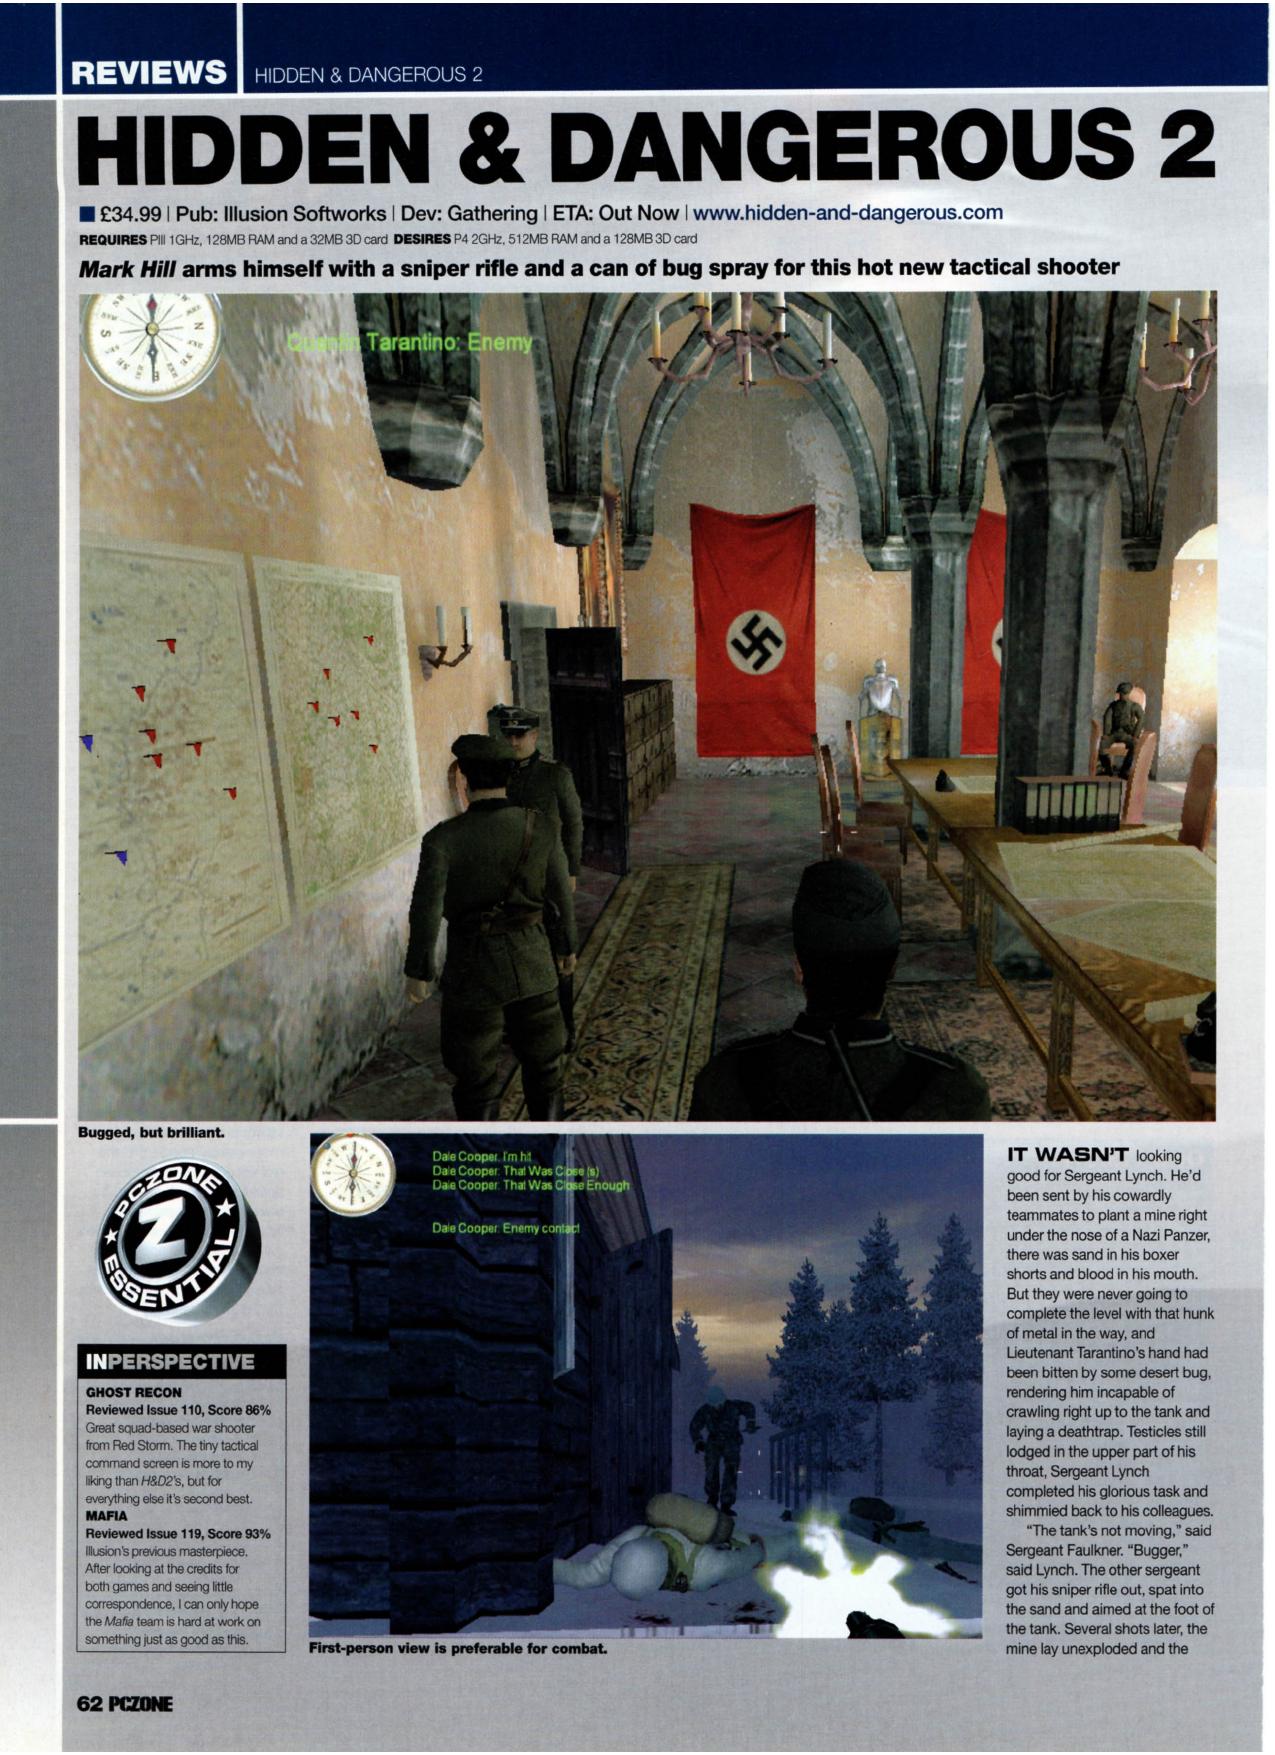 REVIEWS
HIDDEN & DANGEROUS 2
HIDDEN & DANGEROUS 2
£34.99 | Pub: Illusion Softworks | Dev: Gathering | ETA: Out Now | www.hidden-and-dangerous.com
REQUIRES PIII 1GHz, 128MB RAM and a 32MB 3D card DESIRES P4 2GHz, 512MB RAM and a 128MB 3D card
Mark Hill arms himself with a sniper rifle and a can of bug spray for this hot new tactical shooter
Quentin Tarantino: Enemy
Bugged, but brilliant.
PCZONE
Z
ESSENTIAL
INPERSPECTIVE
GHOST RECON
Reviewed Issue 110, Score 86%
Great squad-based war shooter
from Red Storm. The tiny tactical
command screen is more to my
liking than H&D2's, but for
everything else it's second best.
MAFIA
Reviewed Issue 119, Score 93%
Illusion's previous masterpiece.
After looking at the credits for
both games and seeing little
correspondence, I can only hope
the Mafia team is hard at work on
something just as good as this.
Dale Cooper: I'm hit
Dale Cooper: That Was Close (s)
Dale Cooper: That Was Close Enough
Dale Cooper: Enemy contact
First-person view is preferable for combat.
IT WASN'T looking
good for Sergeant Lynch. He'd
been sent by his cowardly
teammates to plant a mine right
under the nose of a Nazi Panzer,
there was sand in his boxer
shorts and blood in his mouth.
But they were never going to
complete the level with that hunk
of metal in the way, and
Lieutenant Tarantino's hand had
been bitten by some desert bug,
rendering him incapable of
crawling right up to the tank and
laying a deathtrap. Testicles still
lodged in the upper part of his
throat, Sergeant Lynch
completed his glorious task and
shimmied back to his colleagues.
"The tank's not moving," said
Sergeant Faulkner. "Bugger,"
said Lynch. The other sergeant
got his sniper rifle out, spat into
the sand and aimed at the foot of
the tank. Several shots later, the
mine lay unexploded and the
62 PCZONE